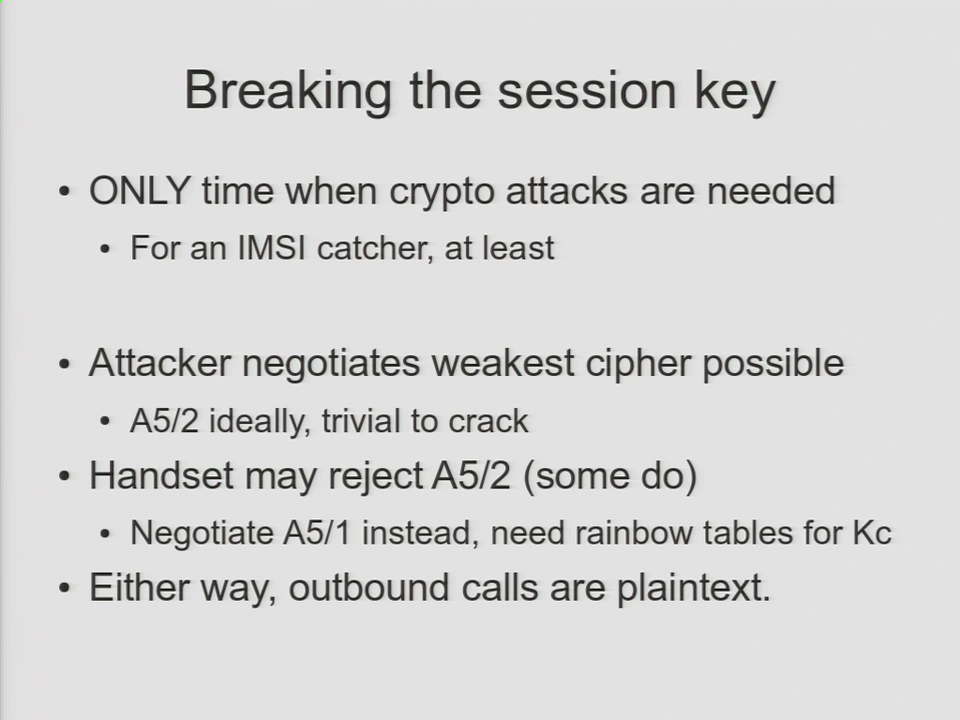 Breaking the session key
• ONLY time when crypto attacks are needed
• For an IMSI catcher, at least
• Attacker negotiates weakest cipher possible
• A5/2 ideally, trivial to crack
• Handset may reject A5/2 (some do)
• Negotiate A5/1 instead, need rainbow tables for Kc
• Either way, outbound calls are plaintext.